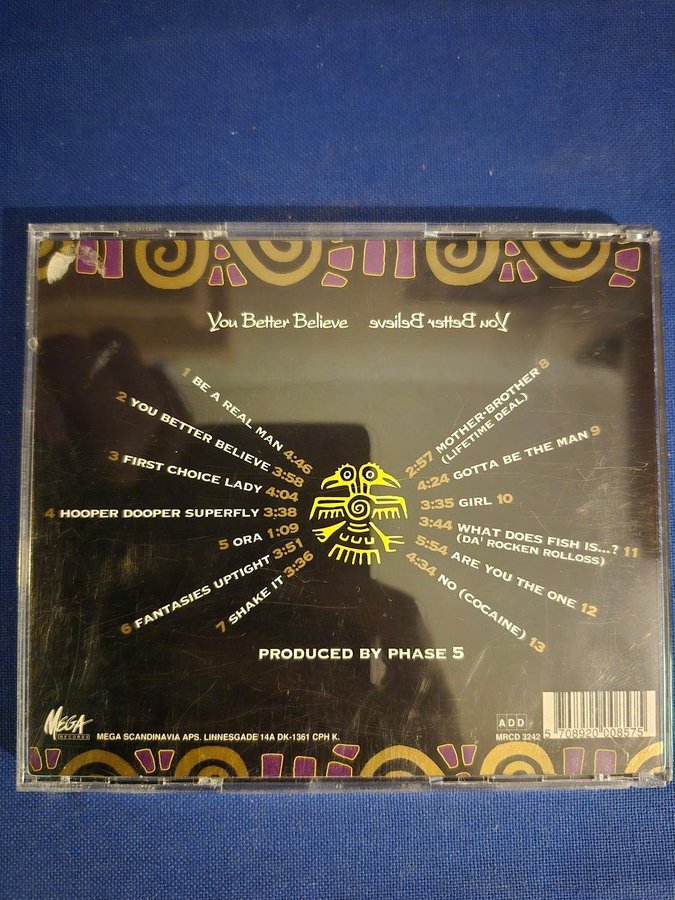 You Better Believe You Better Believe
1 BE A REAL MAN 4:46
2 YOU BETTER BELIEVE 3:58
3 FIRST CHOICE LADY 4:04
4 HOOPER DOOPER SUPERFLY 3:38
5 ORA 1:09
6 FANTASIES UPTIGHT 3:51
7 SHAKE IT 3:36
2:57 MOTHER-BROTHER 8
(LIFETIME DEAL)
4:24 GOTTA BE THE MAN 9
3:35 GIRL 10
3:44 WHAT DOES FISH IS...? 11
(DA' ROCKEN ROLLOSS)
5:54 ARE YOU THE ONE 12
4:34 NO (COCAINE) 13
PRODUCED BY PHASE 5
MEGA
RECORDS
MEGA SCANDINAVIA APS. LINNESGADE 14A DK-1361 CPH K.
ADD
MRCD 3242
5 708920 008575